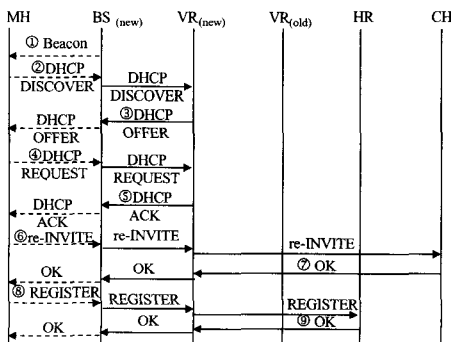 MH BS (new) VR(new) VR(old) HR CH
① Beacon
②DHCP
DISCOVER
DHCP
DISCOVER
③DHCP
OFFER
DHCP
OFFER
④DHCP
REQUEST
DHCP
REQUEST
⑤DHCP
ACK
DHCP
ACK
⑥re-INVITE
re-INVITE
re-INVITE
⑦ OK
OK
OK
⑧ REGISTER
REGISTER
REGISTER
⑨ OK
OK
OK